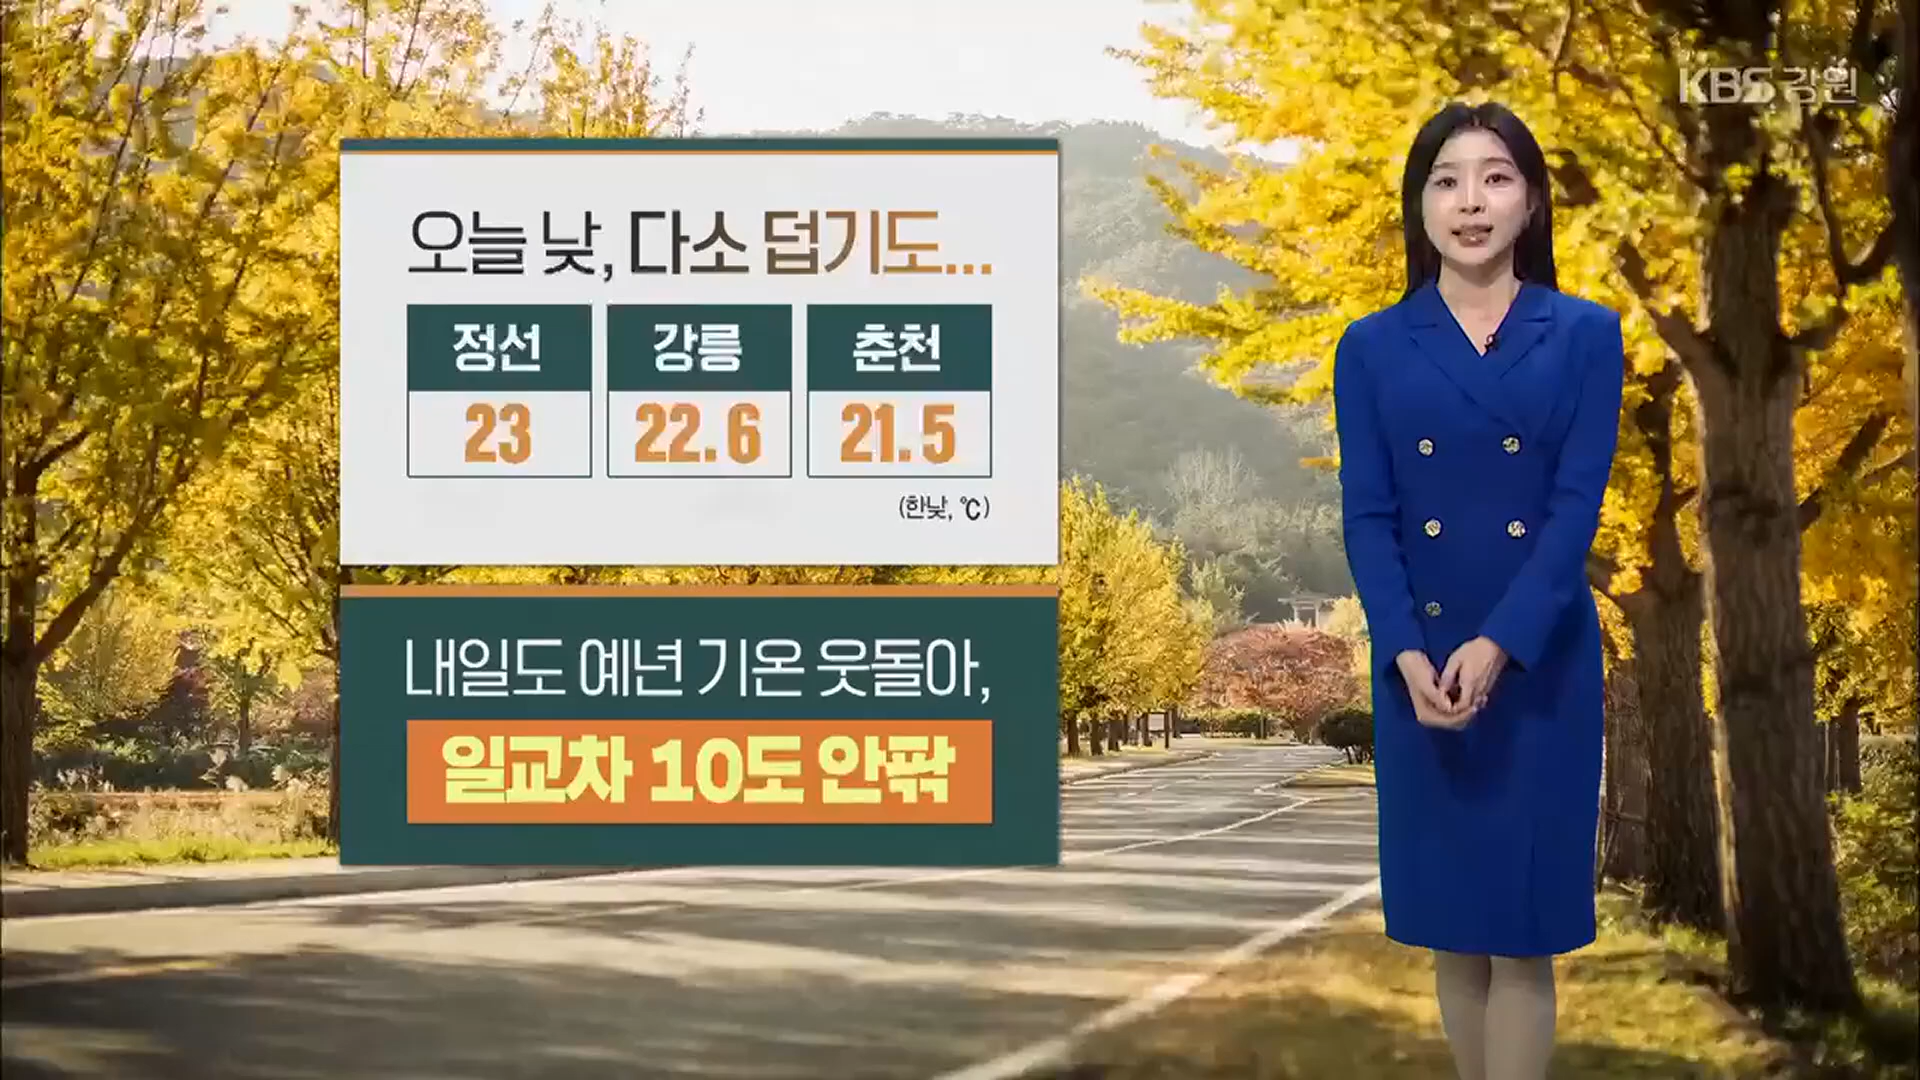 KBS 강원
오늘 낮, 다소 덥기도...
정선 강릉 춘천
23 22.6 21.5
(한낮, ℃)
내일도 예년 기온 웃돌아,
일교차 10도 안팎